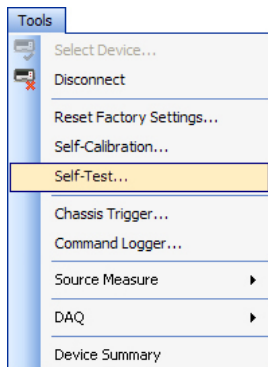 Tools
Select Device...
Disconnect
Reset Factory Settings...
Self-Calibration...
Self-Test...
Chassis Trigger...
Command Logger...
Source Measure
DAQ
Device Summary